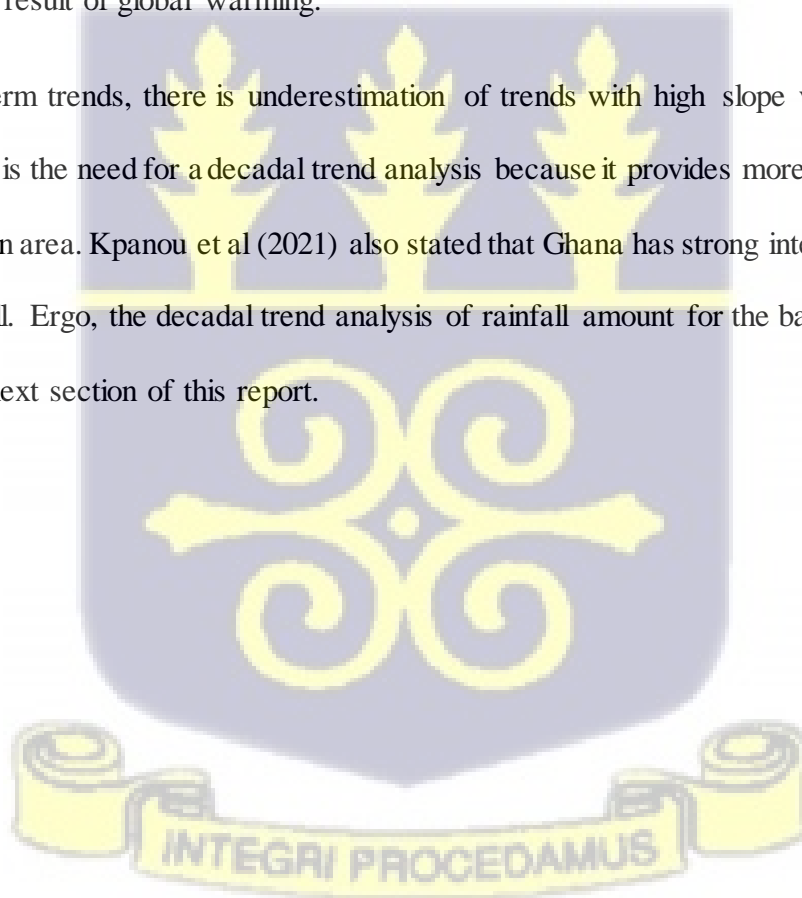 result of global warming.
erm trends, there is underestimation of trends with high slope
is the need for a decadal trend analysis because it provides more
n area. Kpanou et al (2021) also stated that Ghana has strong inte
ll. Ergo, the decadal trend analysis of rainfall amount for the ba
ext section of this report.
INTEGRI PROCEDAMUS